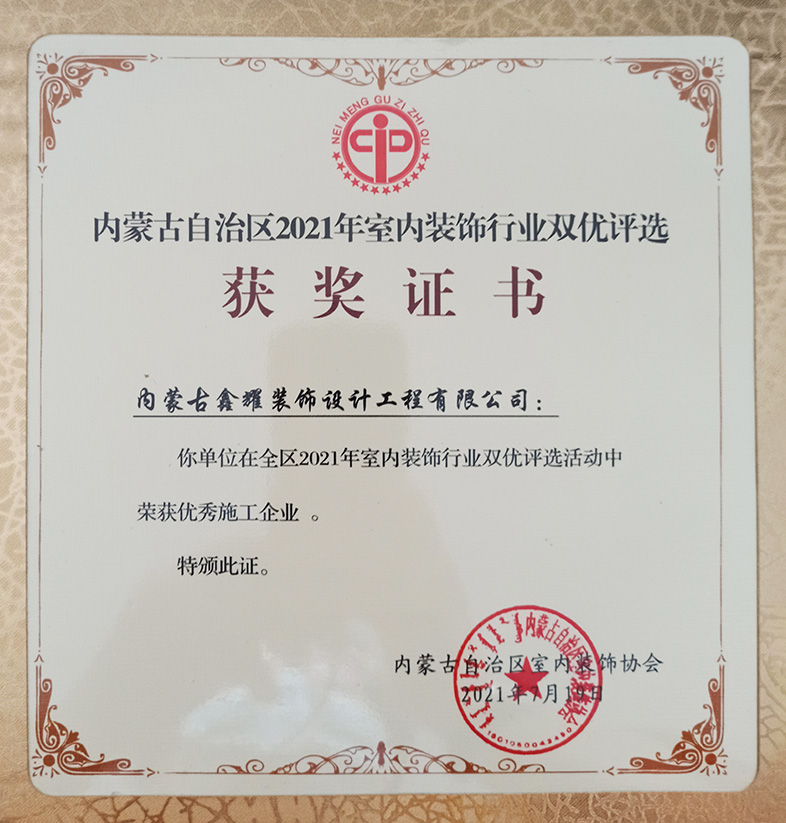 NEI MENG GU ZI ZHI QU
CID
内蒙古自治区2021年室内装饰行业双优评选
获奖证书
内蒙古鑫耀装饰设计工程有限公司：
你单位在全区2021年室内装饰行业双优评选活动中
荣获优秀施工企业 。
特颁此证。
内蒙古自治区室内装饰协会
2021年7月19日